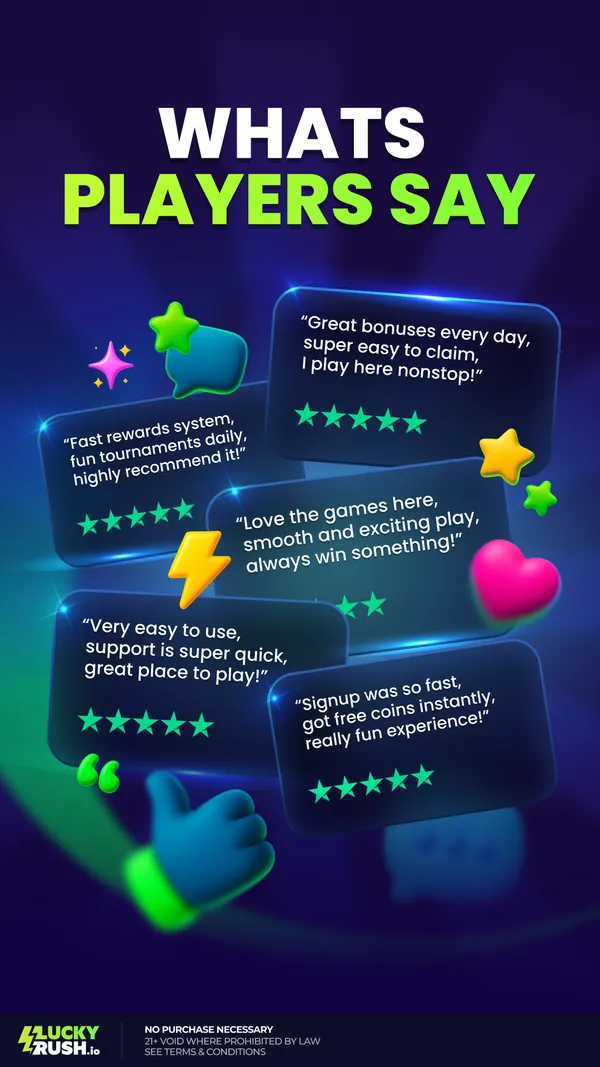 WHATS
PLAYERS SAY
“Great bonuses every day,
super easy to claim,
I play here nonstop!”
“Fast rewards system,
fun tournaments daily,
highly recommend it!”
“Love the games here,
smooth and exciting play,
always win something!”
“Very easy to use,
support is super quick,
great place to play!”
“Signup was so fast,
got free coins instantly,
really fun experience!”
LUCKY
RUSH.io
NO PURCHASE NECESSARY
21+ VOID WHERE PROHIBITED BY LAW
SEE TERMS & CONDITIONS